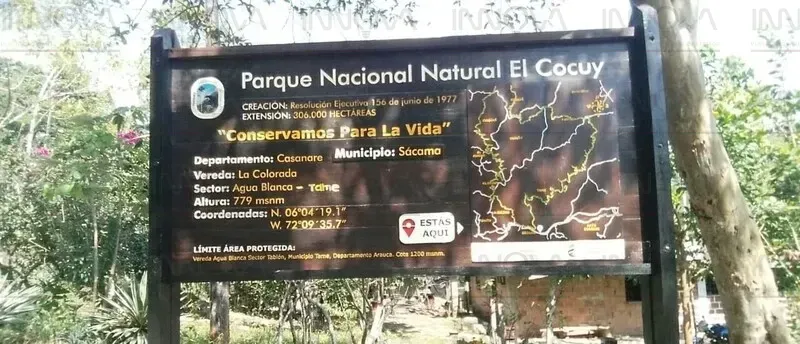 Parque Nacional Natural El Cocuy
CREACIÓN: Resolución Ejecutiva 156 de junio de 1977
EXTENSIÓN: 306.000 HECTÁREAS
"Conservamos Para La Vida"
Departamento: Casanare Municipio: Sácama
Vereda: La Colorada
Sector: Agua Blanca - Tame
Altura: 779 msnm
Coordenadas: N. 06°04´19.1"
W. 72°09´35.7"
ESTÁS
AQUÍ
LÍMITE ÁREA PROTEGIDA:
Vereda Agua Blanca Sector Tablón, Municipio Tame, Departamento Arauca. Cota 1200 msnm.
INNOVA